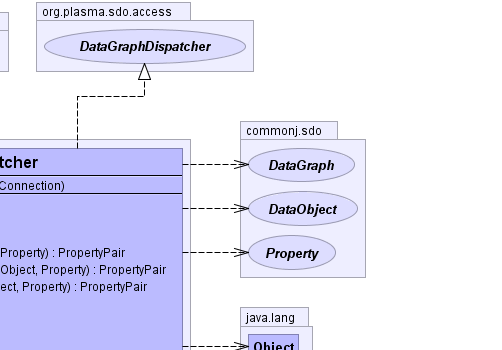 org.plasma.sdo.access
DataGraphDispatcher
commonj.sdo
tcher
DataGraph
Connection)
DataObject
Property
Property) : PropertyPair
Object, Property) : PropertyPair
ect, Property) : PropertyPair
java.lang
Object